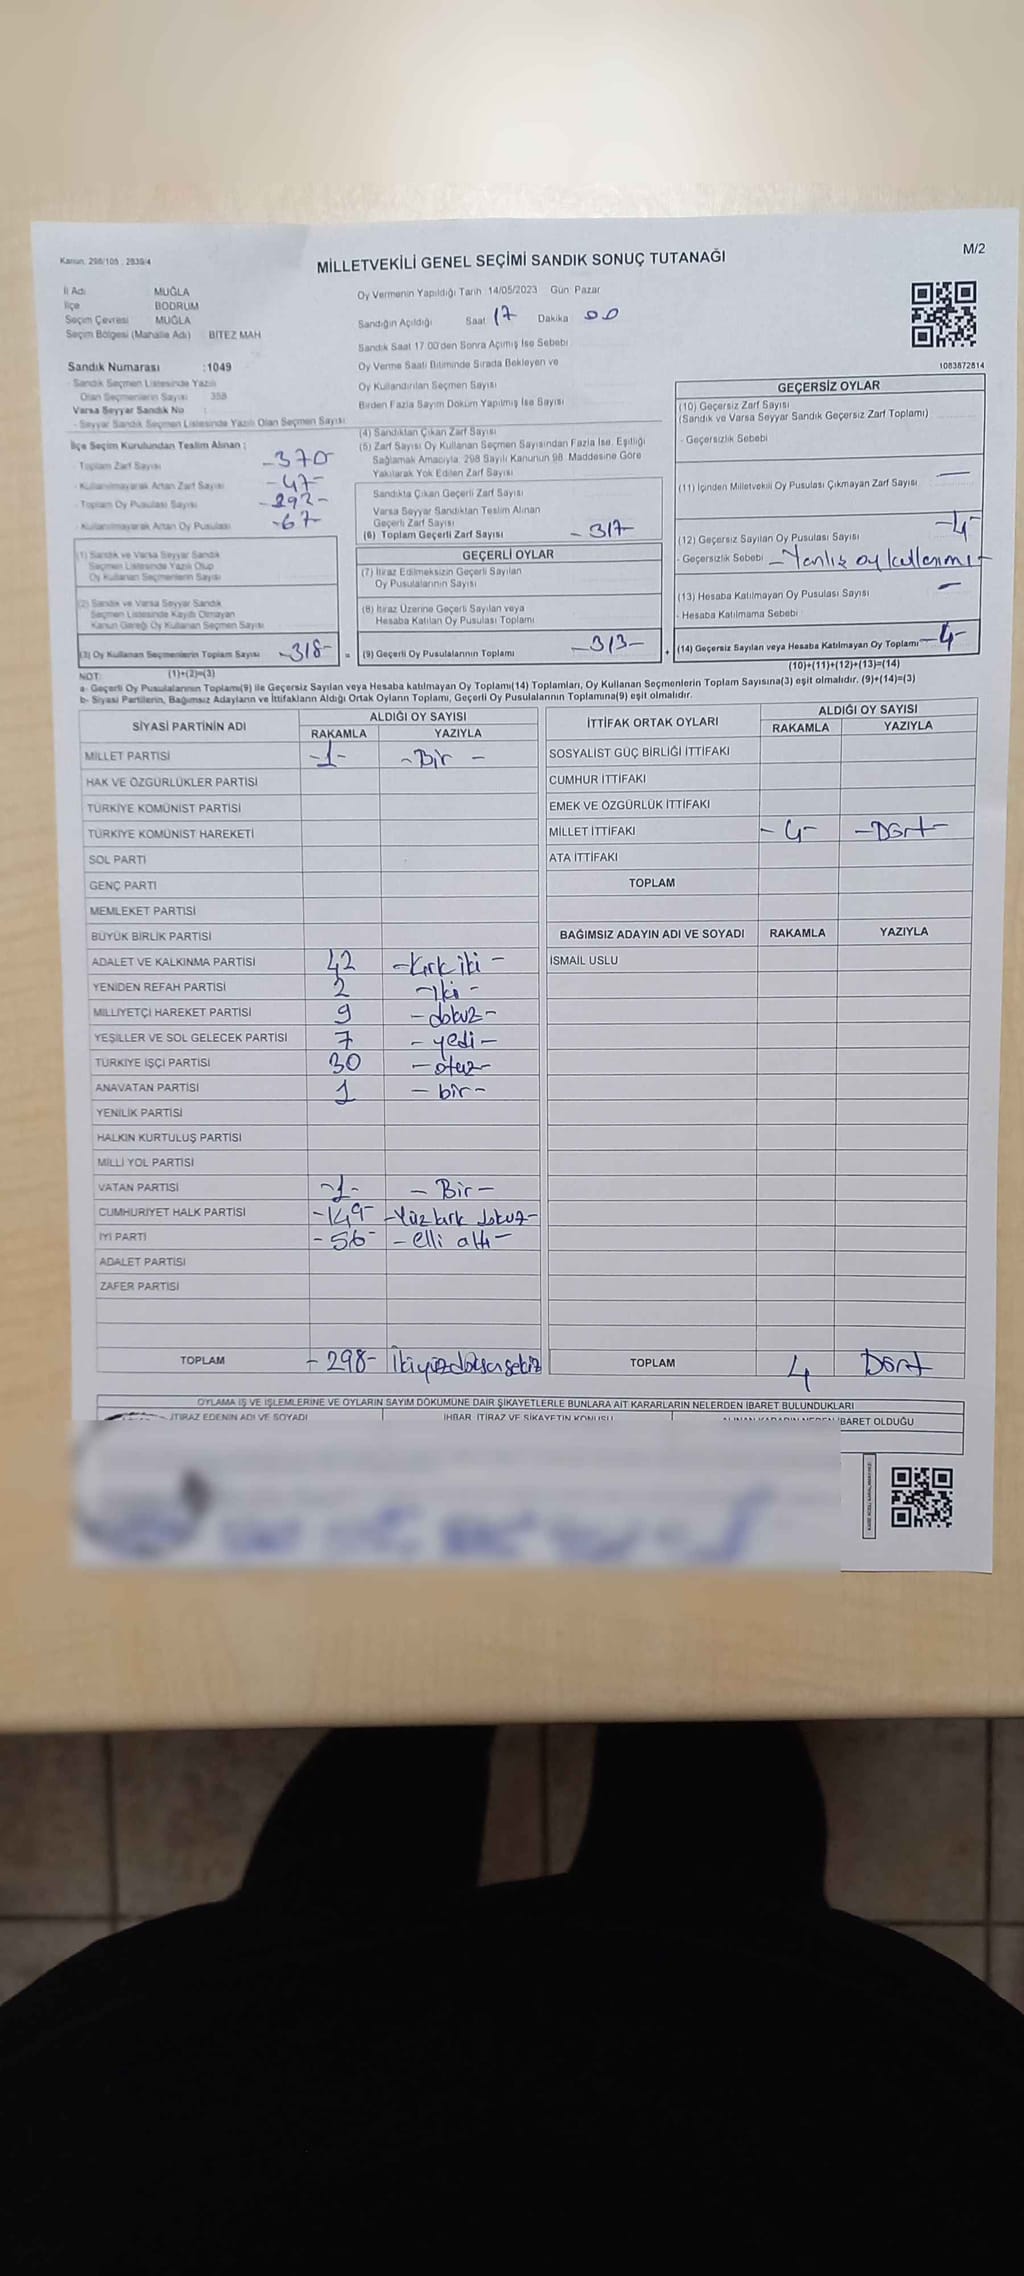 Kanun: 298/105 ; 2839/4
MİLLETVEKİLİ GENEL SEÇİMİ SANDIK SONUÇ TUTANAĞI
M/2
İl Adı MUĞLA
İlçe BODRUM
Seçim Çevresi MUĞLA
Seçim Bölgesi (Mahalle Adı) BİTEZ MAH
Sandık Numarası :1049
- Sandık Seçmen Listesinde Yazılı
Olan Seçmenlerin Sayısı 358
Varsa Seyyar Sandık No :
- Seyyar Sandık Seçmen Listesinde Yazılı Olan Seçmen Sayısı
İlçe Seçim Kurulundan Teslim Alınan ;
- Toplam Zarf Sayısı -370
- Kullanılmayarak Artan Zarf Sayısı -47-
- Toplam Oy Pusulası Sayısı
- Kullanılmayarak Artan Oy Pusulası -67-
(1) Sandık ve Varsa Seyyar Sandık
Seçmen Listesinde Yazılı Olup
Oy Kullanan Seçmenlerin Sayısı
(2) Sandık ve Varsa Seyyar Sandık
Seçmen Listesinde Kayıtlı Olmayan
Kanun Gereği Oy Kullanan Seçmen Sayısı
(3) Oy Kullanan Seçmenlerin Toplam Sayısı -318-
Oy Vermenin Yapıldığı Tarih :14/05/2023 Gün: Pazar
Sandığın Açıldığı Saat 17 Dakika 00
Sandık Saat 17:00'den Sonra Açımış İse Sebebi
Oy Verme Saati Bitiminde Sırada Bekleyen ve
Oy Kullandırılan Seçmen Sayısı
Birden Fazla Sayım Döküm Yapılmış İse Sayısı
(4) Sandıktan Çıkan Zarf Sayısı
(5) Zarf Sayısı Oy Kullanan Seçmen Sayısından Fazla İse, Eşitliği
Sağlamak Amacıyla, 298 Sayılı Kanunun 98. Maddesine Göre
Yakılarak Yok Edilen Zarf Sayısı
Sandıkta Çıkan Geçerli Zarf Sayısı
Varsa Seyyar Sandıktan Teslim Alınan
Geçerli Zarf Sayısı
(6) Toplam Geçerli Zarf Sayısı -317-
GEÇERLİ OYLAR
(7) İtiraz Edilmeksizin Geçerli Sayılan
Oy Pusulalarının Sayısı
(8) İtiraz Üzerine Geçerli Sayılan veya
Hesaba Katılan Oy Pusulası Toplamı
= (9) Geçerli Oy Pusulalarının Toplamı -313- +
1083872814
GEÇERSİZ OYLAR
(10) Geçersiz Zarf Sayısı
(Sandık ve Varsa Seyyar Sandık Geçersiz Zarf Toplamı)
- Geçersizlik Sebebi
(11) İçinden Milletvekili Oy Pusulası Çıkmayan Zarf Sayısı —
(12) Geçersiz Sayılan Oy Pusulası Sayısı -4-
- Geçersizlik Sebebi - Yanlış oy kullanımı -
(13) Hesaba Katılmayan Oy Pusulası Sayısı —
- Hesaba Katılmama Sebebi
(14) Geçersiz Sayılan veya Hesaba Katılmayan Oy Toplamı -4-
NOT: (1)+(2)=(3) (10)+(11)+(12)+(13)=(14)
a- Geçerli Oy Pusulalarının Toplamı(9) ile Geçersiz Sayılan veya Hesaba katılmayan Oy Toplamı(14) Toplamları, Oy Kullanan Seçmenlerin Toplam Sayısına(3) eşit olmalıdır. (9)+(14)=(3)
b- Siyasi Partilerin, Bağımsız Adayların ve İttifakların Aldığı Ortak Oyların Toplamı, Geçerli Oy Pusulalarının Toplamına(9) eşit olmalıdır.
SİYASİ PARTİNİN ADI ALDIĞI OY SAYISI
RAKAMLA YAZIYLA
MİLLET PARTİSİ -1- - Bir -
HAK VE ÖZGÜRLÜKLER PARTİSİ
TÜRKİYE KOMÜNİST PARTİSİ
TÜRKİYE KOMÜNİST HAREKETİ
SOL PARTİ
GENÇ PARTİ
MEMLEKET PARTİSİ
BÜYÜK BİRLİK PARTİSİ
ADALET VE KALKINMA PARTİSİ 42 - Kırk iki -
YENİDEN REFAH PARTİSİ 2 - İki -
MİLLİYETÇİ HAREKET PARTİSİ 9 - dokuz -
YEŞİLLER VE SOL GELECEK PARTİSİ 7 - yedi -
TÜRKİYE İŞÇİ PARTİSİ 30 - otuz -
ANAVATAN PARTİSİ 1 - bir -
YENİLİK PARTİSİ
HALKIN KURTULUŞ PARTİSİ
MİLLİ YOL PARTİSİ
VATAN PARTİSİ -1- - Bir -
CUMHURİYET HALK PARTİSİ -149- - Yüzkırk dokuz -
İYİ PARTİ -56- - elli altı -
ADALET PARTİSİ
ZAFER PARTİSİ
TOPLAM -298- İkiyüzdoksansekiz
İTTİFAK ORTAK OYLARI ALDIĞI OY SAYISI
RAKAMLA YAZIYLA
SOSYALİST GÜÇ BİRLİĞİ İTTİFAKI
CUMHUR İTTİFAKI
EMEK VE ÖZGÜRLÜK İTTİFAKI
MİLLET İTTİFAKI -4- - Dört -
ATA İTTİFAKI
TOPLAM
BAĞIMSIZ ADAYIN ADI VE SOYADI RAKAMLA YAZIYLA
İSMAİL USLU
TOPLAM 4 Dört
OYLAMA İŞ VE İŞLEMLERİNE VE OYLARIN SAYIM DÖKÜMÜNE DAİR ŞİKAYETLERLE BUNLARA AİT KARARLARIN NELERDEN İBARET BULUNDUKLARI
İTİRAZ EDENİN ADI VE SOYADI İHBAR, İTİRAZ VE ŞİKAYETİN KONUSU İBARET OLDUĞU